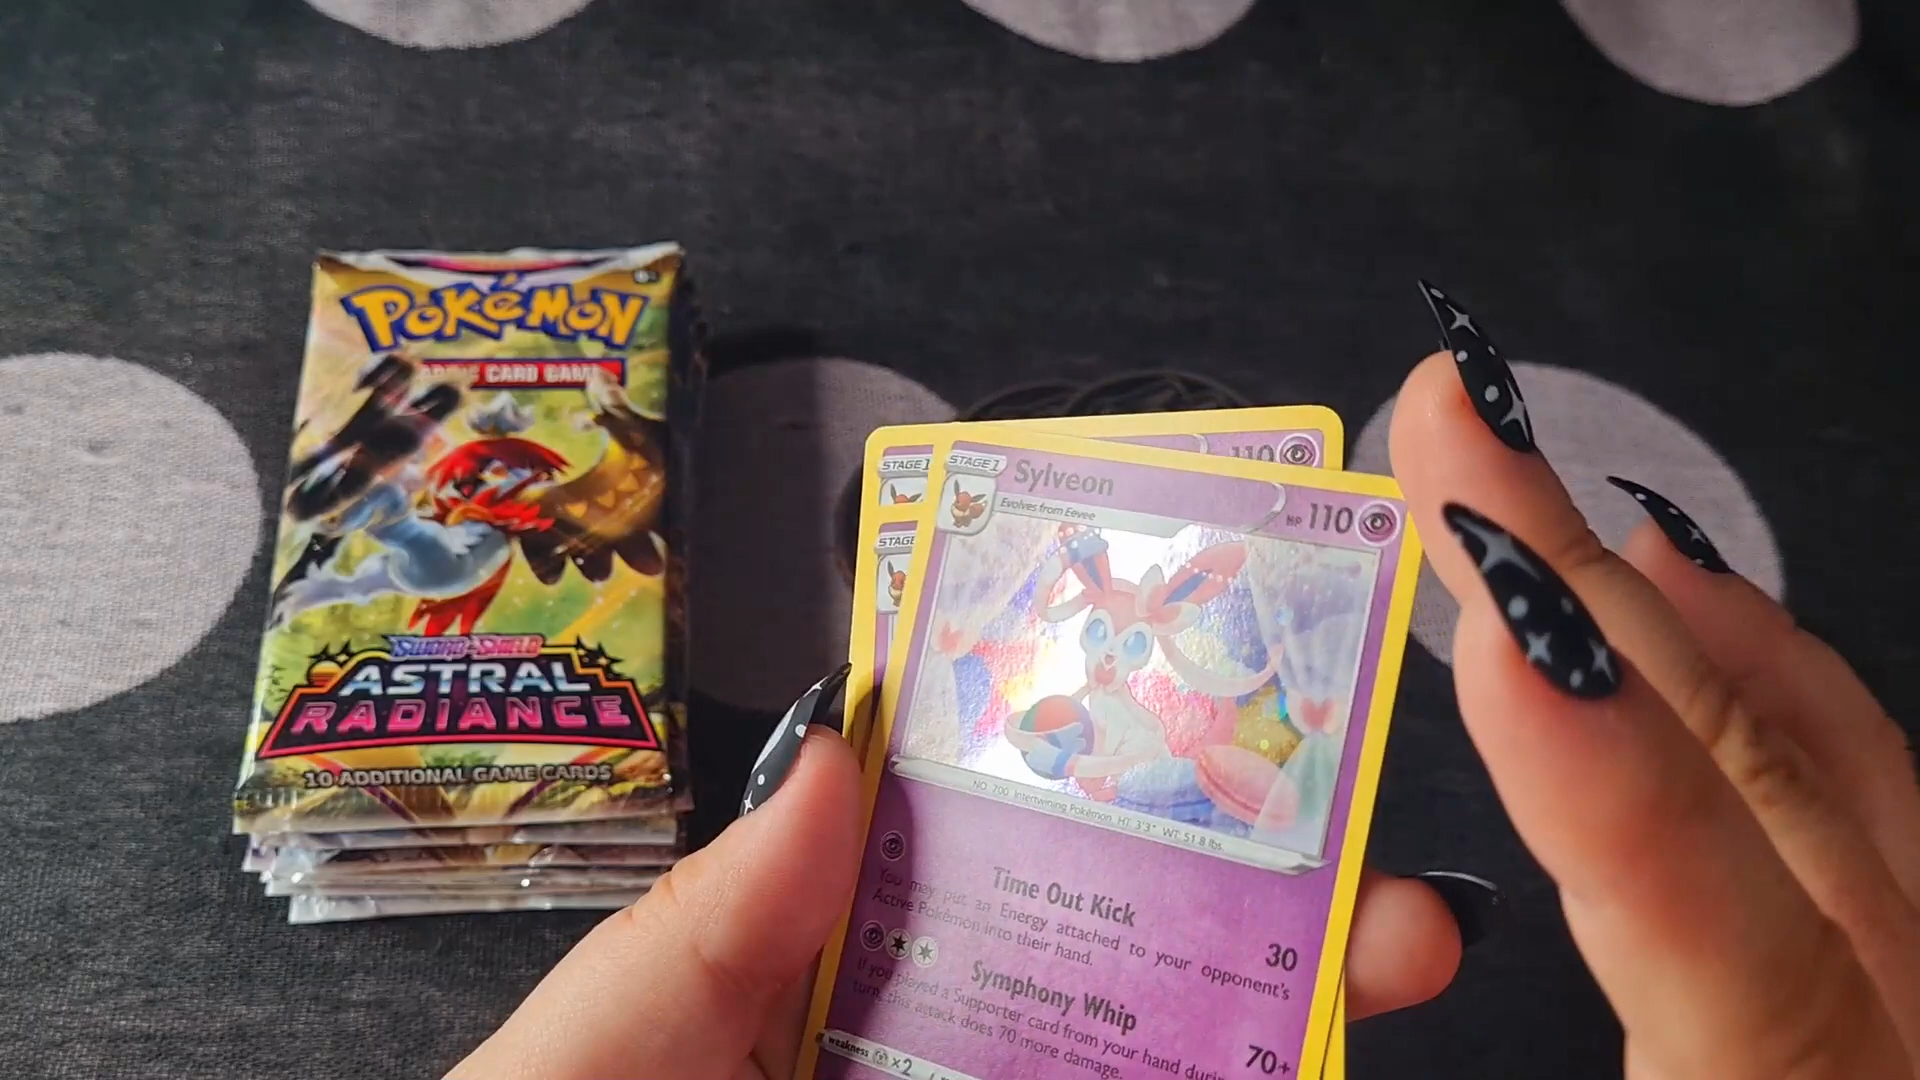 POKéMON
CARD GAME
SWORD & SHIELD
ASTRAL
RADIANCE
10 ADDITIONAL GAME CARDS
STAGE 1
110
STAGE
STAGE 1
Sylveon
Evolves from Eevee
HP 110
NO. 700 Intertwining Pokémon HT: 3'3" WT: 51.8 lbs.
Time Out Kick
30
You may put an Energy attached to your opponent's
Active Pokémon into their hand.
Symphony Whip
70+
If you played a Supporter card from your hand durin
turn, this attack does 70 more damage.
weakness ×2